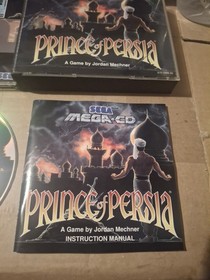 PRINCE of PERSIA
A Game by Jordan Mechner
SEGA
MEGA-CD
PRINCE of PERSIA
A Game by Jordan Mechner
INSTRUCTION MANUAL